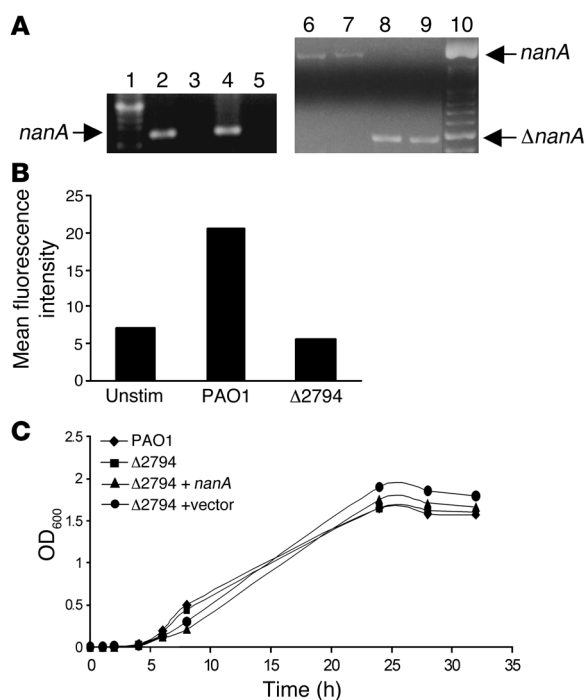 A
1 2 3 4 5
nanA
6 7 8 9 10
nanA
ΔnanA
B
Mean fluorescence
intensity
25
20
15
10
5
0
Unstim PAO1 Δ2794
C
PAO1
Δ2794
Δ2794 + nanA
Δ2794 +vector
OD600
2.5
2
1.5
1
0.5
0
0 5 10 15 20 25 30 35
Time (h)